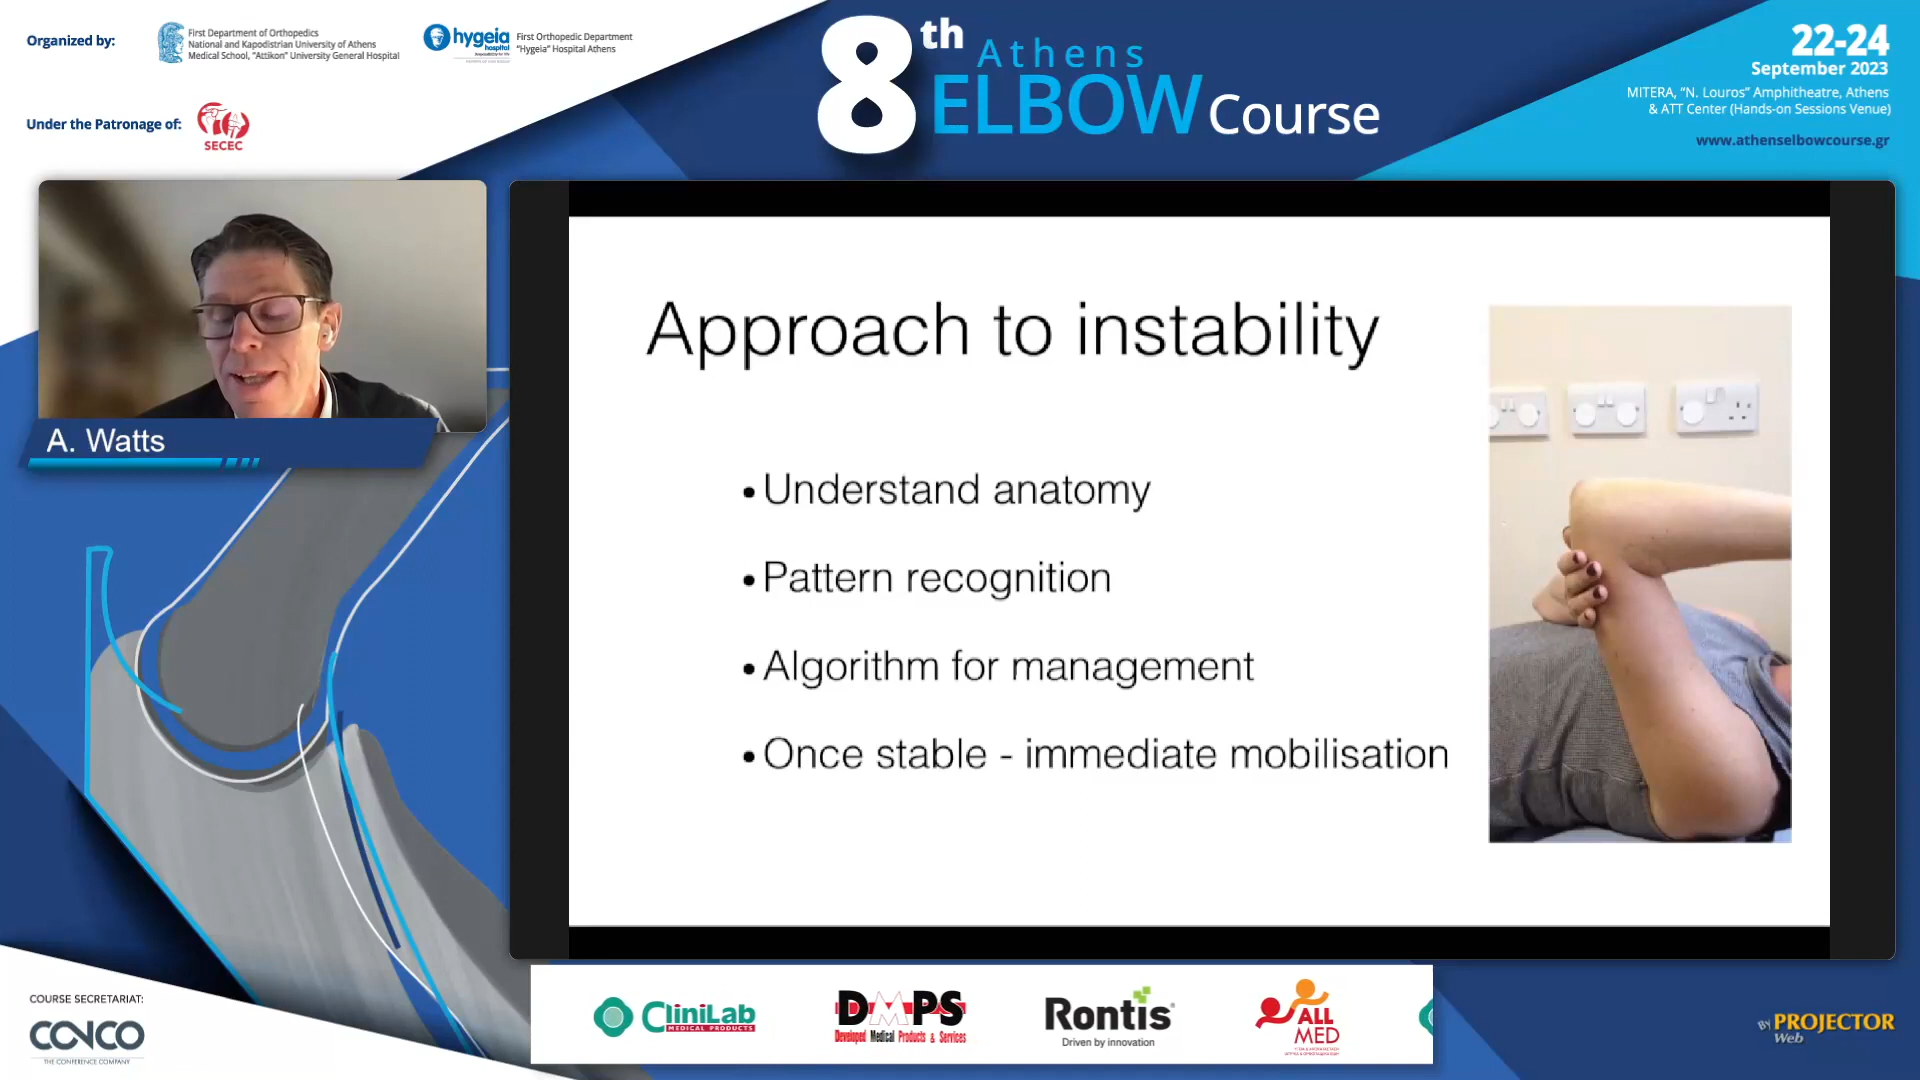 Organized by:
First Department of Orthopedics
National and Kapodistrian University of Athens
Medical School, "Attikon" University General Hospital
hygeia
hospital
First Orthopedic Department
"Hygeia" Hospital Athens
Under the Patronage of:
SECEC
8th Athens
ELBOW Course
22-24
September 2023
MITERA, "N. Louros" Amphitheatre, Athens
& ATT Center (Hands-on Sessions Venue)
www.athenselbowcourse.gr
A. Watts
Approach to instability
• Understand anatomy
• Pattern recognition
• Algorithm for management
• Once stable - immediate mobilisation
COURSE SECRETARIAT:
CONCO
THE CONFERENCE COMPANY
CliniLab
MEDICAL PRODUCTS
DMPS
Developed Medical Products & Services
Rontis
Driven by innovation
ALL
MED
BY PROJECTOR
Web